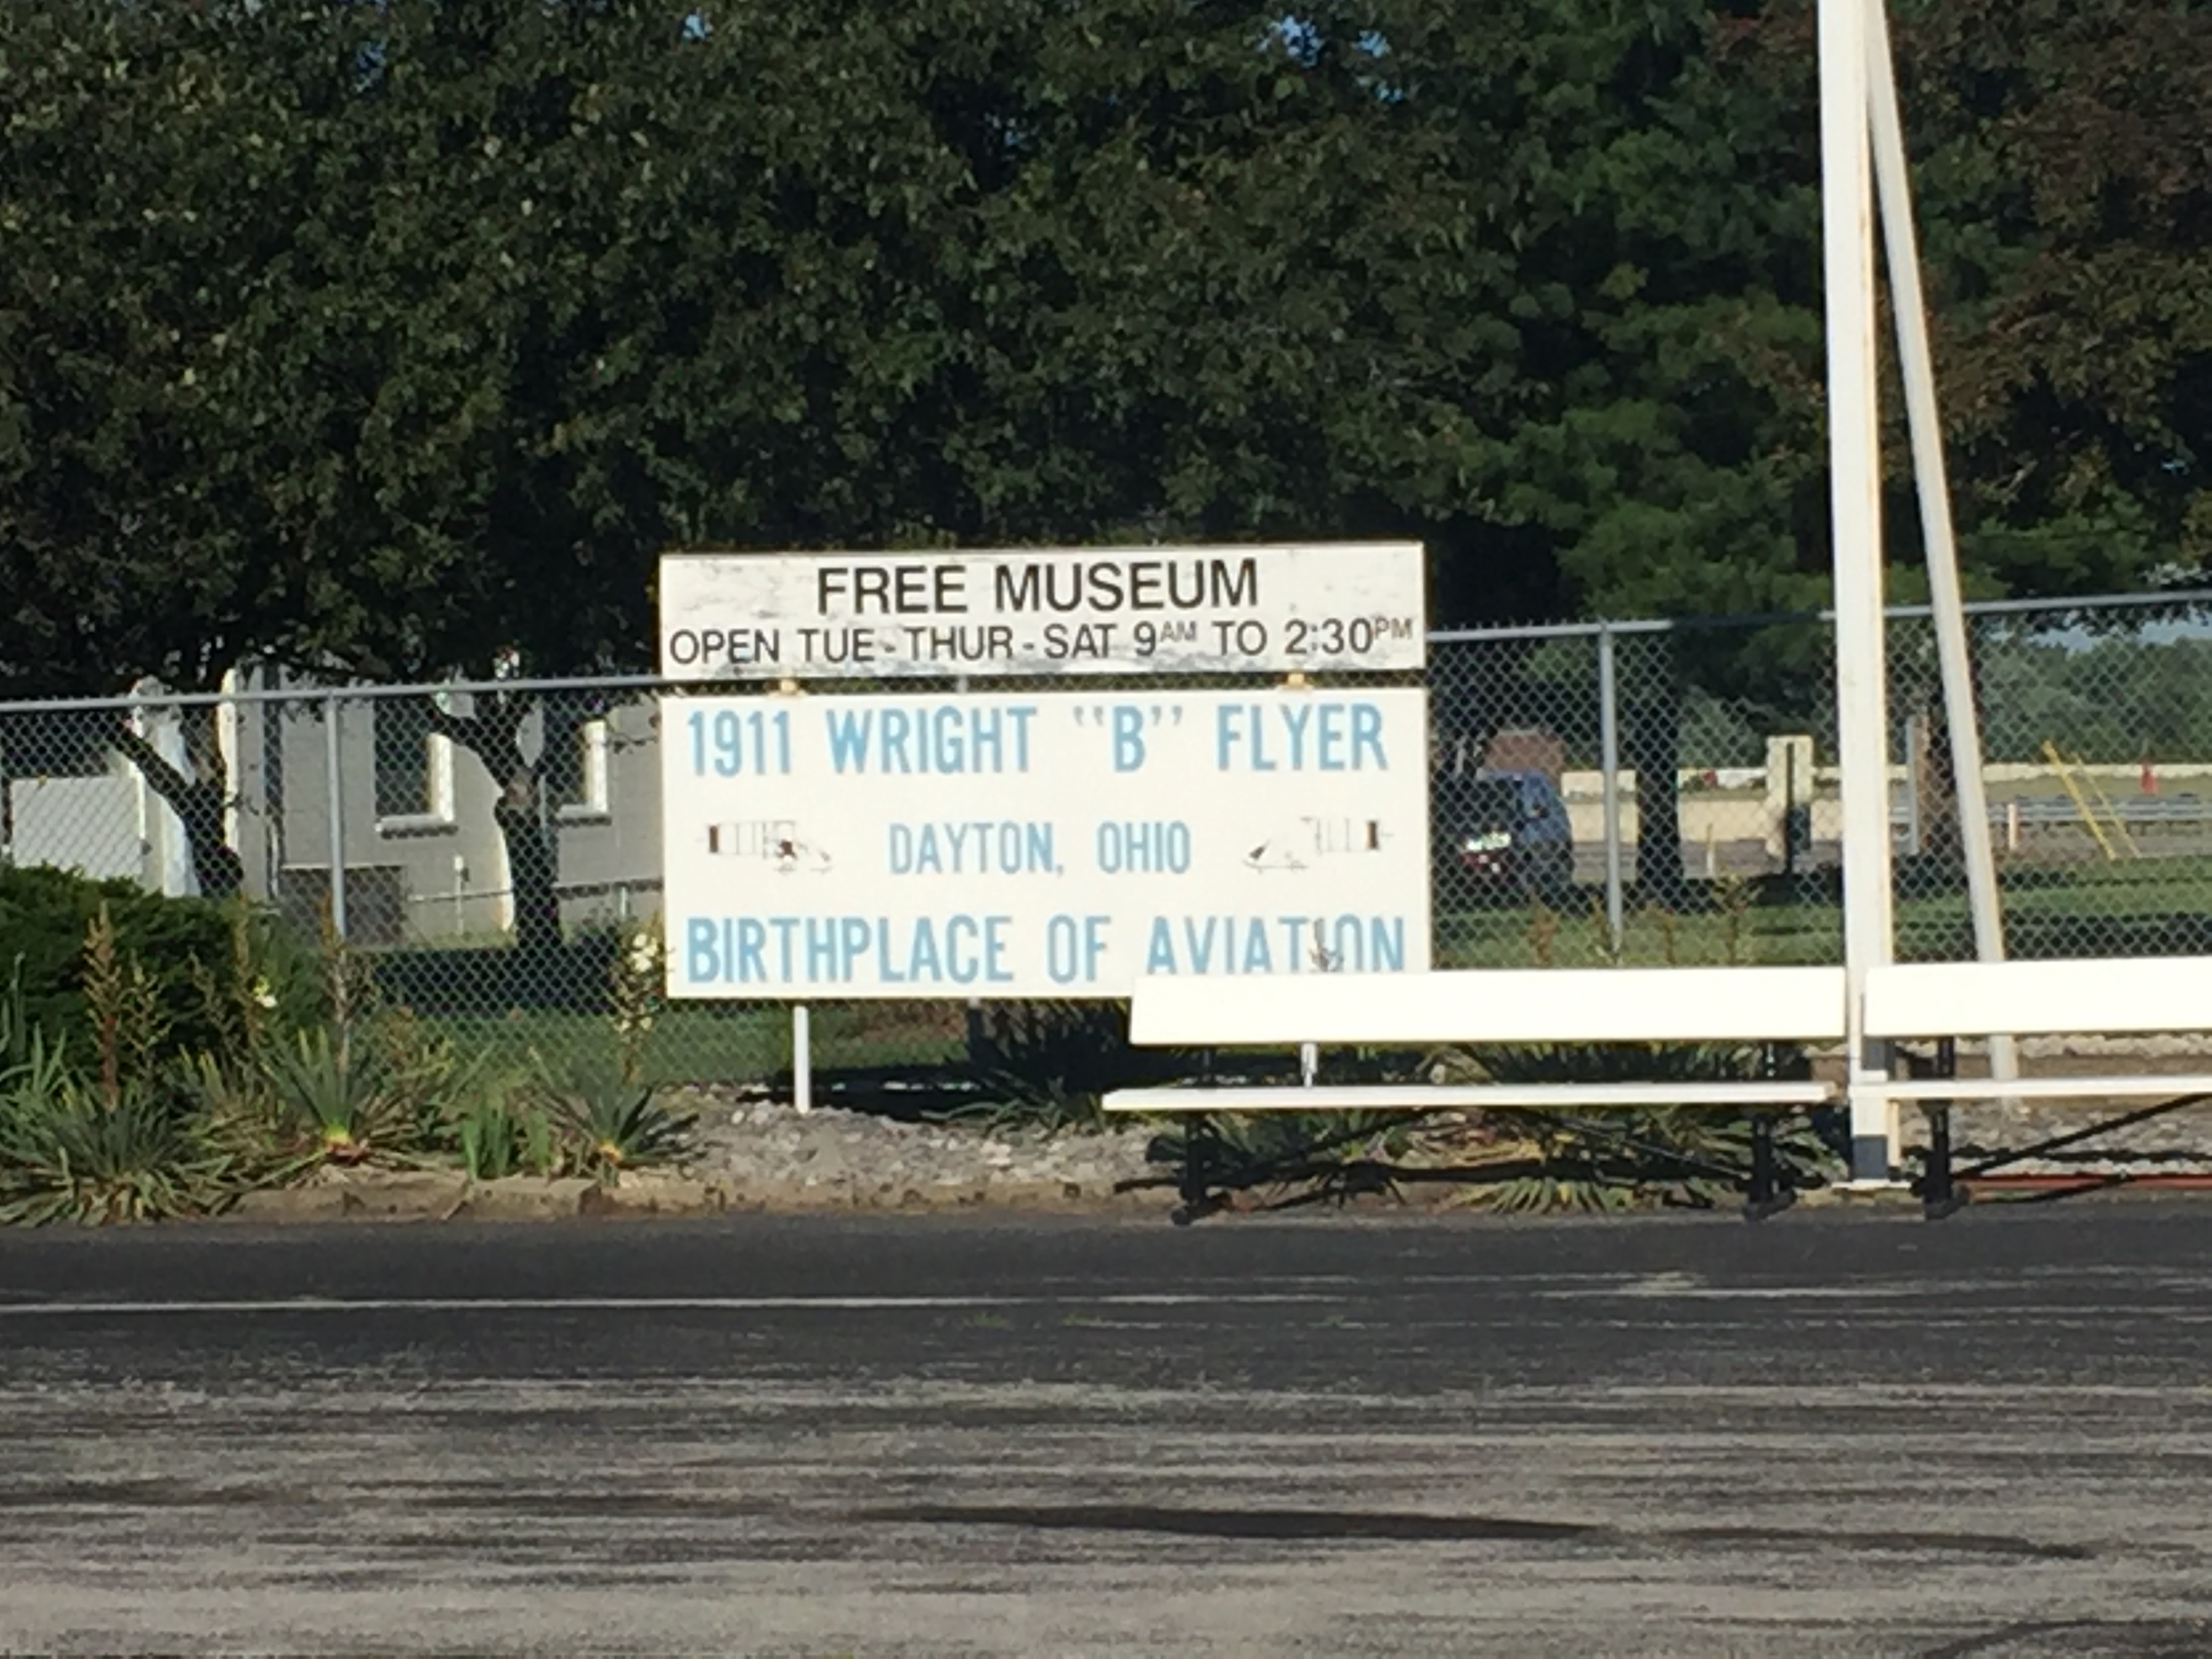 FREE MUSEUM
OPEN TUE - THUR - SAT 9AM TO 2:30PM
1911 WRIGHT "B" FLYER
DAYTON, OHIO
BIRTHPLACE OF AVIATION